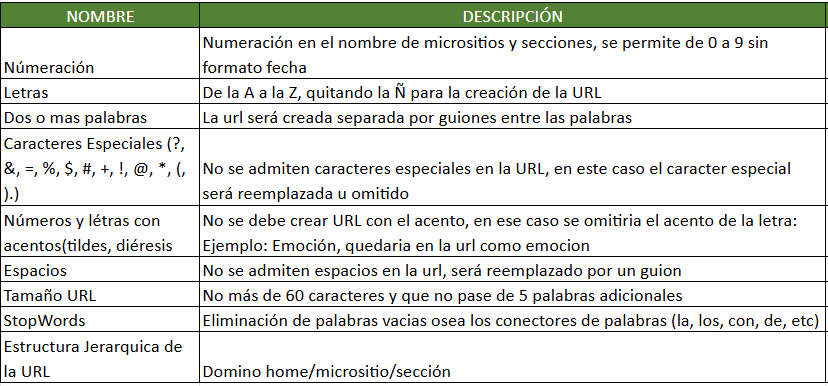 NOMBRE DESCRIPCIÓN
Numeración en el nombre de micrositios y secciones, se permite de 0 a 9 sin
Númeración formato fecha
Letras De la A a la Z, quitando la Ñ para la creación de la URL
Dos o mas palabras La url será creada separada por guiones entre las palabras
Caracteres Especiales (?,
&, =, %, $, #, +, !, @, *, (, No se admiten caracteres especiales en la URL, en este caso el caracter especial
).) será reemplazada u omitido
Números y létras con No se debe crear URL con el acento, en ese caso se omitiria el acento de la letra:
acentos(tildes, diéresis Ejemplo: Emoción, quedaria en la url como emocion
Espacios No se admiten espacios en la url, será reemplazado por un guion
Tamaño URL No más de 60 caracteres y que no pase de 5 palabras adicionales
StopWords Eliminación de palabras vacias osea los conectores de palabras (la, los, con, de, etc)
Estructura Jerarquica de
la URL Domino home/micrositio/sección